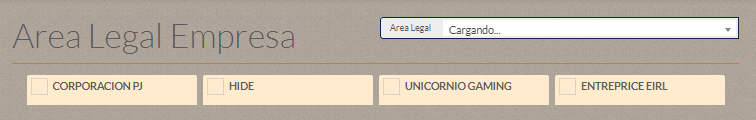 Area Legal Empresa
Area Legal Cargando...
CORPORACION PJ HIDE UNICORNIO GAMING ENTREPRICE EIRL